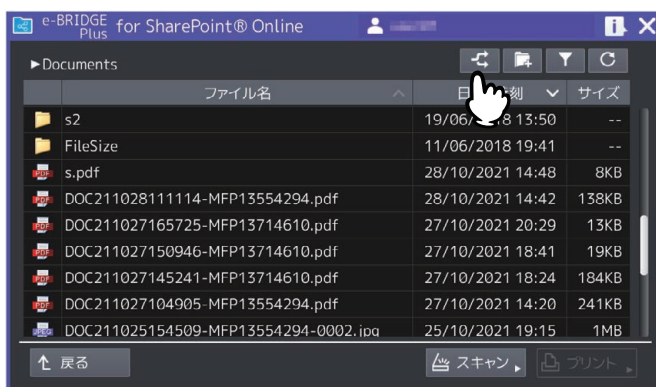 e-BRIDGE Plus for SharePoint® Online
►Documents
ファイル名 サイズ
s2 19/06/2018 13:50 --
FileSize 11/06/2018 19:41 --
s.pdf 28/10/2021 14:48 8KB
DOC211028111114-MFP13554294.pdf 28/10/2021 14:42 138KB
DOC211027165725-MFP13714610.pdf 27/10/2021 20:29 13KB
DOC211027150946-MFP13714610.pdf 27/10/2021 18:41 19KB
DOC211027145241-MFP13714610.pdf 27/10/2021 18:24 184KB
DOC211027104905-MFP13554294.pdf 27/10/2021 14:20 241KB
DOC211025154509-MFP13554294-0002.jpg 25/10/2021 19:15 1MB
戻る スキャン プリント